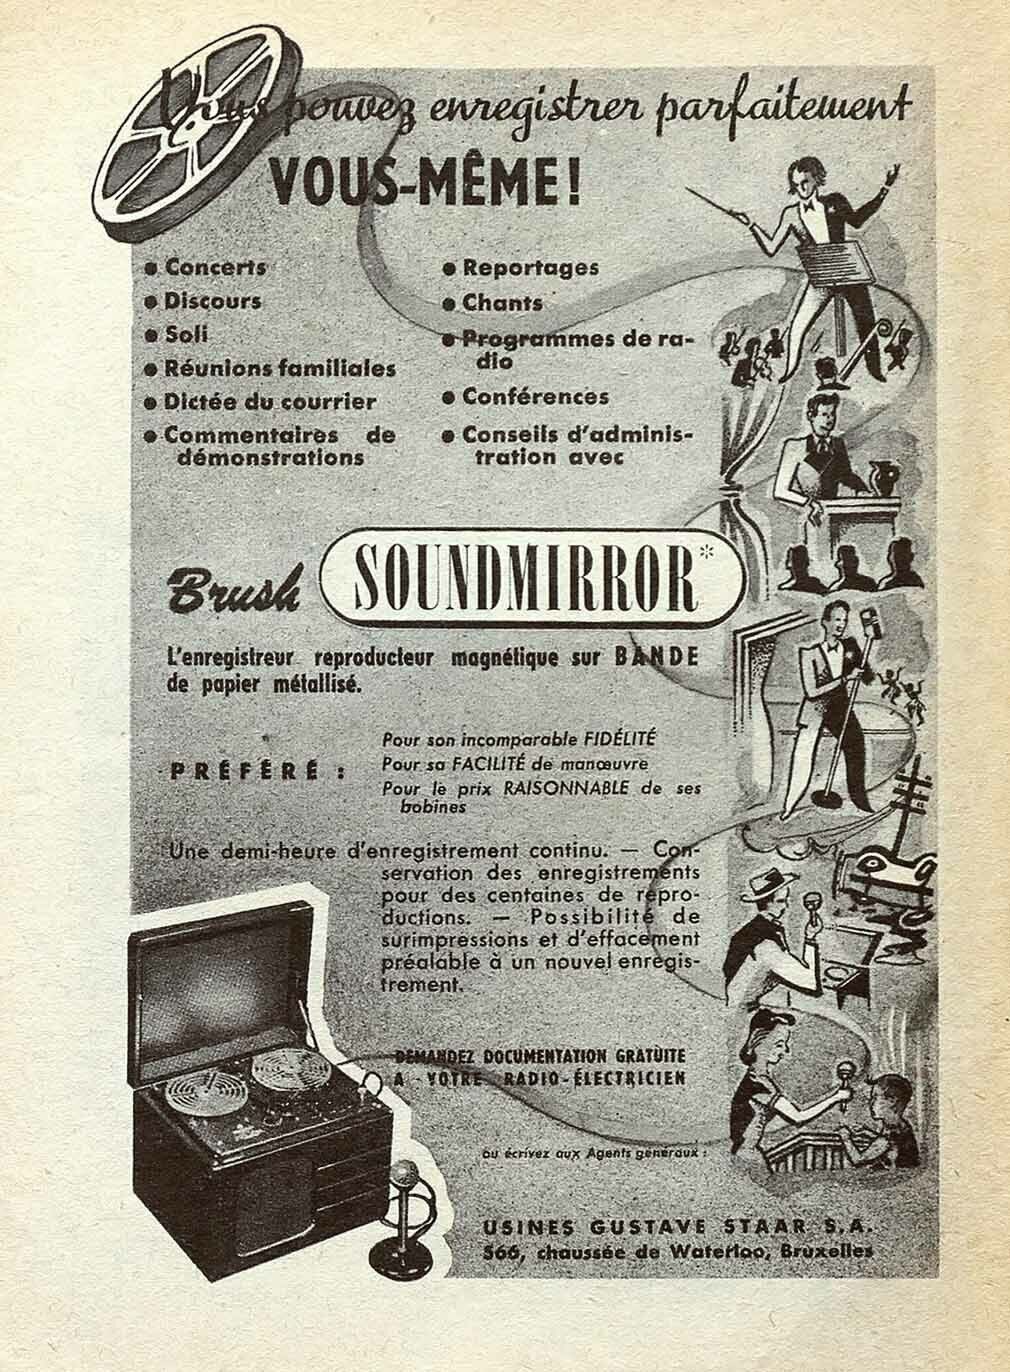 Vous pouvez enregistrer parfaitement
VOUS-MÊME!
• Concerts
• Discours
• Soli
• Réunions familiales
• Dictée du courrier
• Commentaires de
démonstrations
• Reportages
• Chants
• Programmes de ra-
dio
• Conférences
• Conseils d'adminis-
tration avec
Brush SOUNDMIRROR*
L'enregistreur reproducteur magnétique sur BANDE
de papier métallisé.
PRÉFÉRÉ :
Pour son incomparable FIDÉLITÉ
Pour sa FACILITÉ de manœuvre
Pour le prix RAISONNABLE de ses
bobines
Une demi-heure d'enregistrement continu. — Con-
servation des enregistrements
pour des centaines de repro-
ductions. — Possibilité de
surimpressions et d'effacement
préalable à un nouvel enregis-
trement.
DEMANDEZ DOCUMENTATION GRATUITE
A VOTRE RADIO-ÉLECTRICIEN
ou écrivez aux Agents généraux :
USINES GUSTAVE STAAR S.A.
566, chaussée de Waterloo, Bruxelles